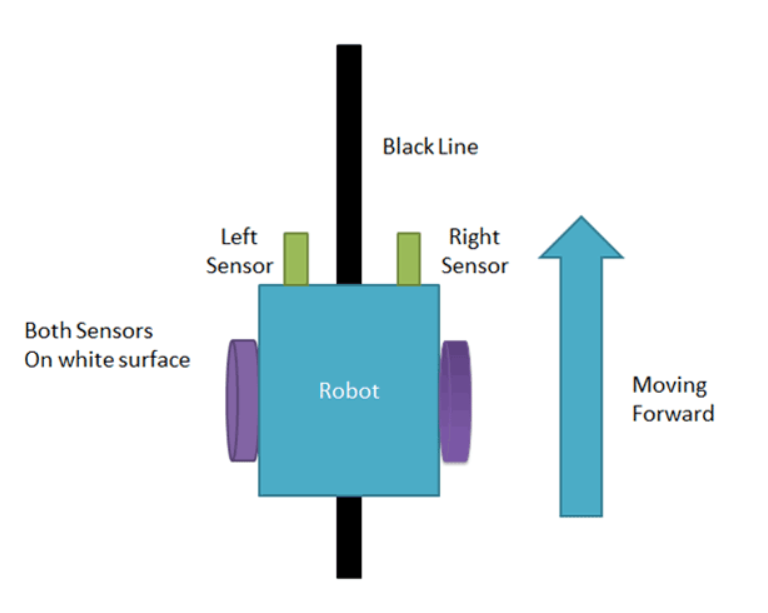 Black Line
Left
Sensor
Right
Sensor
Both Sensors
On white surface
Robot
Moving
Forward